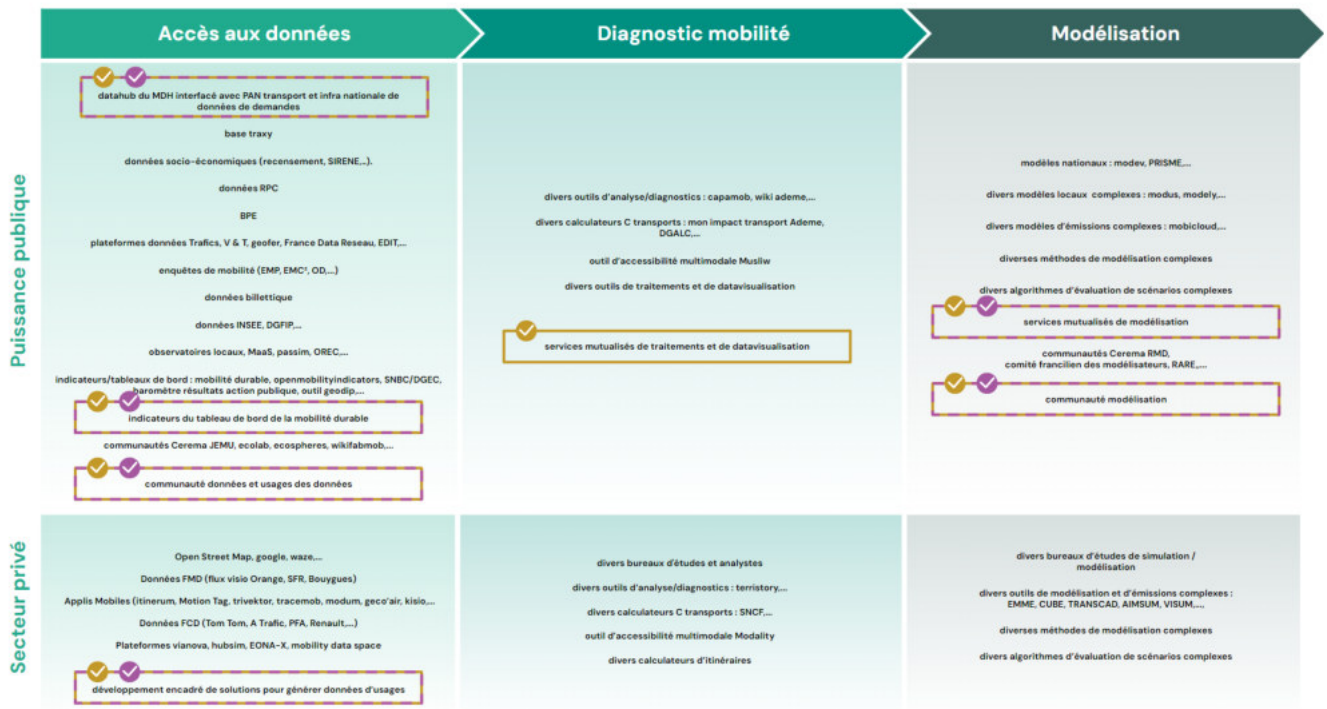 Accès aux données
Diagnostic mobilité
Modélisation
Puissance publique
datahub du MDH interfacé avec PAN transport et infra nationale de
données de demandes
base traxy
données socio-économiques (recensement, SIRENE,...).
données RPC
BPE
plateformes données Trafics, V & T, geofer, France Data Reseau, EDIT,...
enquêtes de mobilité (EMP, EMC², OD,...)
données billettique
données INSEE, DGFIP,...
observatoires locaux, MaaS, passim, OREC,...
indicateurs/tableaux de bord : mobilité durable, openmobilityindicators, SNBC/DGEC,
baromètre résultats action publique, outil geodip,...
indicateurs du tableau de bord de la mobilité durable
communautés Cerema JEMU, ecolab, ecospheres, wikifabmob,...
communauté données et usages des données
divers outils d'analyse/diagnostics : capamob, wiki ademe,...
divers calculateurs C transports : mon impact transport Ademe,
DGALC,...
outil d'accessibilité multimodale Musliw
divers outils de traitements et de datavisualisation
services mutualisés de traitements et de datavisualisation
modèles nationaux : modev, PRISME,...
divers modèles locaux complexes : modus, modely,...
divers modèles d'émissions complexes : mobicloud,...
diverses méthodes de modélisation complexes
divers algorithmes d'évaluation de scénarios complexes
services mutualisés de modélisation
communautés Cerema RMD,
comité francilien des modélisateurs, RARE,...
communauté modélisation
Secteur privé
Open Street Map, google, waze,...
Données FMD (flux visio Orange, SFR, Bouygues)
Applis Mobiles (itinerum, Motion Tag, trivektor, tracemob, modum, geco'air, kisio,...
Données FCD (Tom Tom, A Trafic, PFA, Renault,...)
Plateformes vianova, hubsim, EONA-X, mobility data space
développement encadré de solutions pour générer données d'usages
divers bureaux d'études et analystes
divers outils d'analyse/diagnostics : territory,...
divers calculateurs C transports : SNCF,...
outil d'accessibilité multimodale Modality
divers calculateurs d'itinéraires
divers bureaux d'études de simulation /
modélisation
divers outils de modélisation et d'émissions complexes :
EMME, CUBE, TRANSCAD, AIMSUM, VISUM,...,
diverses méthodes de modélisation complexes
divers algorithmes d'évaluation de scénarios complexes